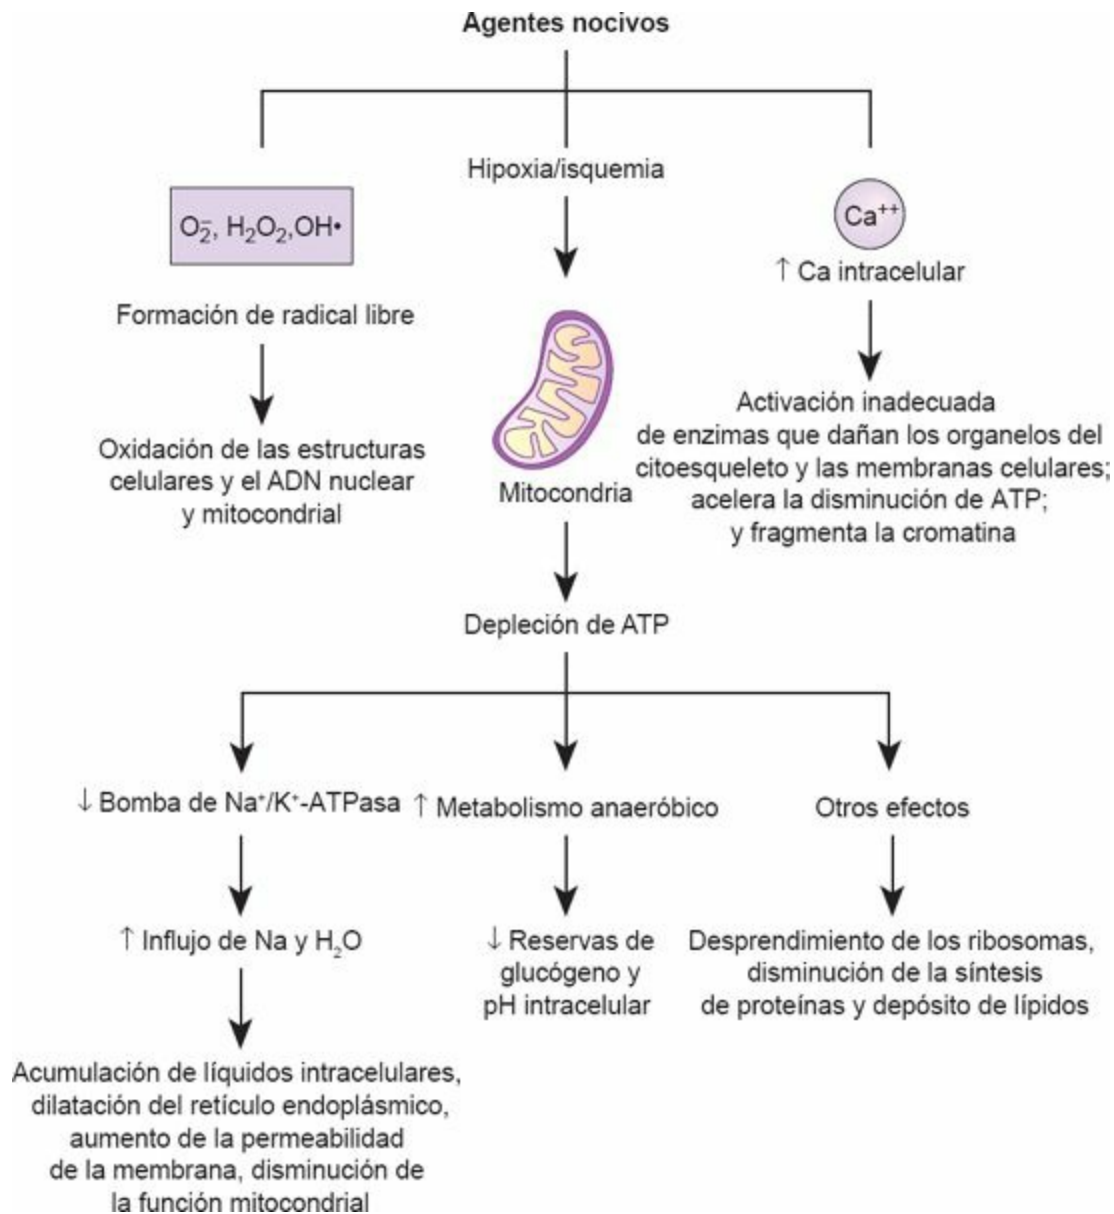 Agentes nocivos
O₂⁻, H₂O₂,OH•
Formación de radical libre
Oxidación de las estructuras
celulares y el ADN nuclear
y mitocondrial
Hipoxia/isquemia
Mitocondria
Ca⁺⁺
↑ Ca intracelular
Activación inadecuada
de enzimas que dañan los organelos del
citoesqueleto y las membranas celulares;
acelera la disminución de ATP;
y fragmenta la cromatina
Depleción de ATP
↓ Bomba de Na⁺/K⁺-ATPasa
↑ Influjo de Na y H₂O
Acumulación de líquidos intracelulares,
dilatación del retículo endoplásmico,
aumento de la permeabilidad
de la membrana, disminución de
la función mitocondrial
↑ Metabolismo anaeróbico
↓ Reservas de
glucógeno y
pH intracelular
Otros efectos
Desprendimiento de los ribosomas,
disminución de la síntesis
de proteínas y depósito de lípidos